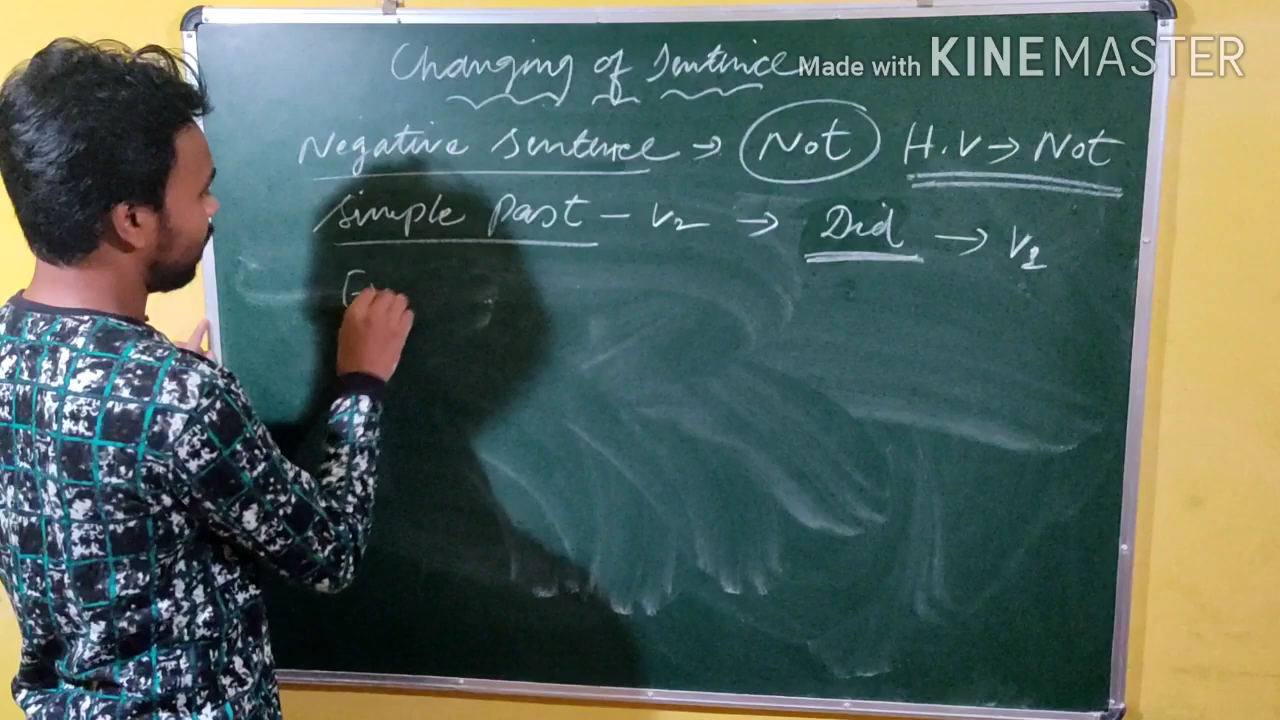 Changing of sentence
Made with KINEMASTER
Negative sentence → Not H.V → Not
Simple Past - V2 → Did → V1
E